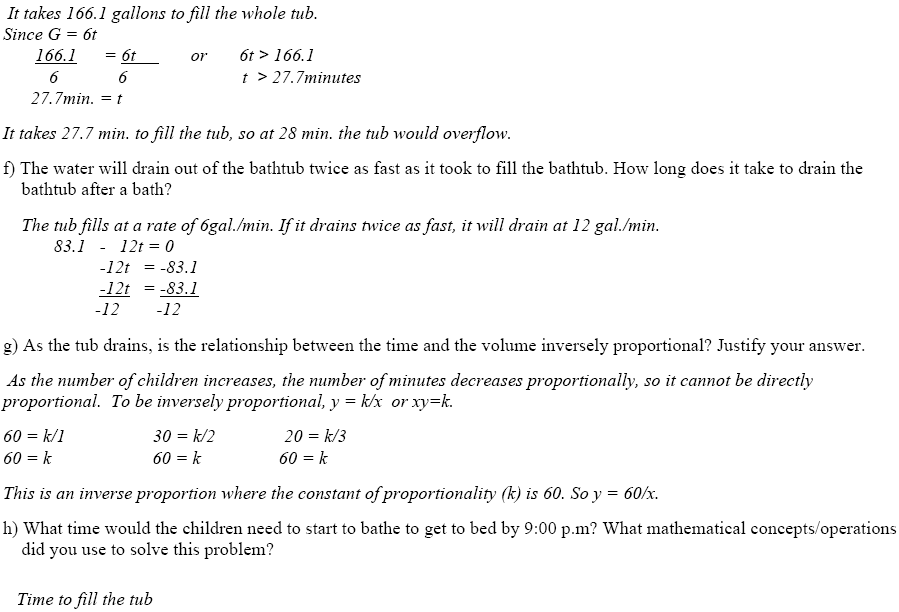 It takes 166.1 gallons to fill the whole tub.
Since G = 6t
166.1 = 6t or 6t > 166.1
6 6 t > 27.7minutes
27.7min. = t
It takes 27.7 min. to fill the tub, so at 28 min. the tub would overflow.
f) The water will drain out of the bathtub twice as fast as it took to fill the bathtub. How long does it take to drain the
bathtub after a bath?
The tub fills at a rate of 6gal./min. If it drains twice as fast, it will drain at 12 gal./min.
83.1 - 12t = 0
-12t = -83.1
-12t = -83.1
-12 -12
g) As the tub drains, is the relationship between the time and the volume inversely proportional? Justify your answer.
As the number of children increases, the number of minutes decreases proportionally, so it cannot be directly
proportional. To be inversely proportional, y = k/x or xy=k.
60 = k/1 30 = k/2 20 = k/3
60 = k 60 = k 60 = k
This is an inverse proportion where the constant of proportionality (k) is 60. So y = 60/x.
h) What time would the children need to start to bathe to get to bed by 9:00 p.m? What mathematical concepts/operations
did you use to solve this problem?
Time to fill the tub